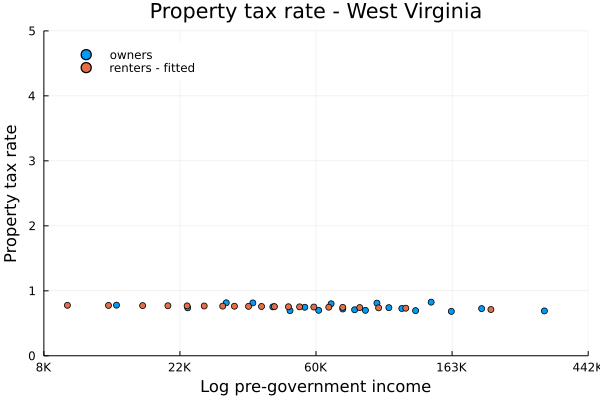 Property tax rate - West Virginia
owners
renters - fitted
Property tax rate
5
4
3
2
1
0
8K 22K 60K 163K 442K
Log pre-government income